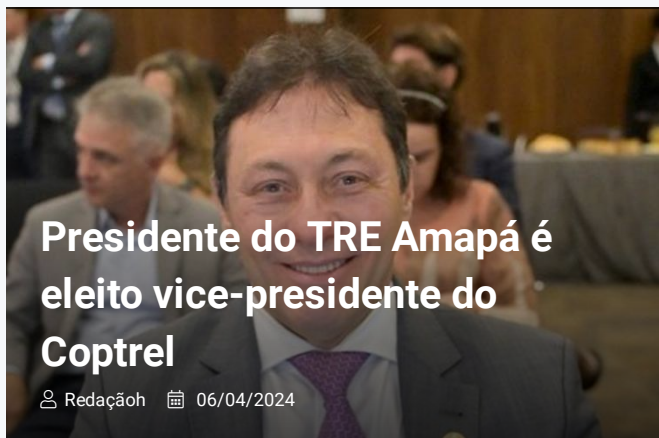 Presidente do TRE Amapá é
eleito vice-presidente do
Coptrel
Redaçãoh 06/04/2024